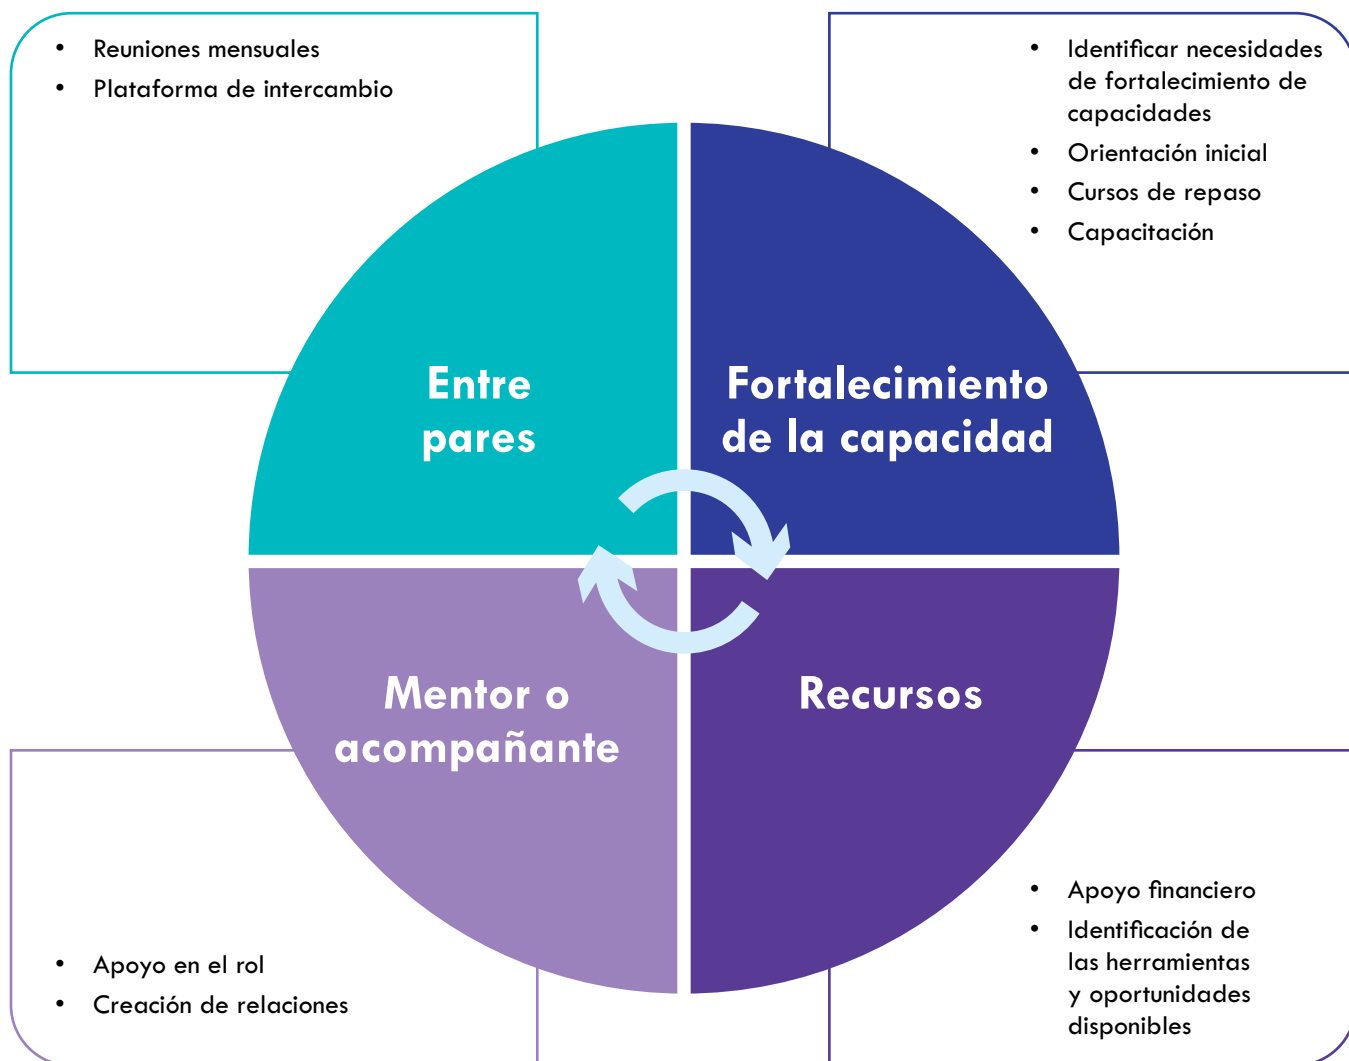 • Reuniones mensuales
• Plataforma de intercambio
• Identificar necesidades
de fortalecimiento de
capacidades
• Orientación inicial
• Cursos de repaso
• Capacitación
Entre
pares
Fortalecimiento
de la capacidad
Mentor o
acompañante
Recursos
• Apoyo en el rol
• Creación de relaciones
• Apoyo financiero
• Identificación de
las herramientas
y oportunidades
disponibles